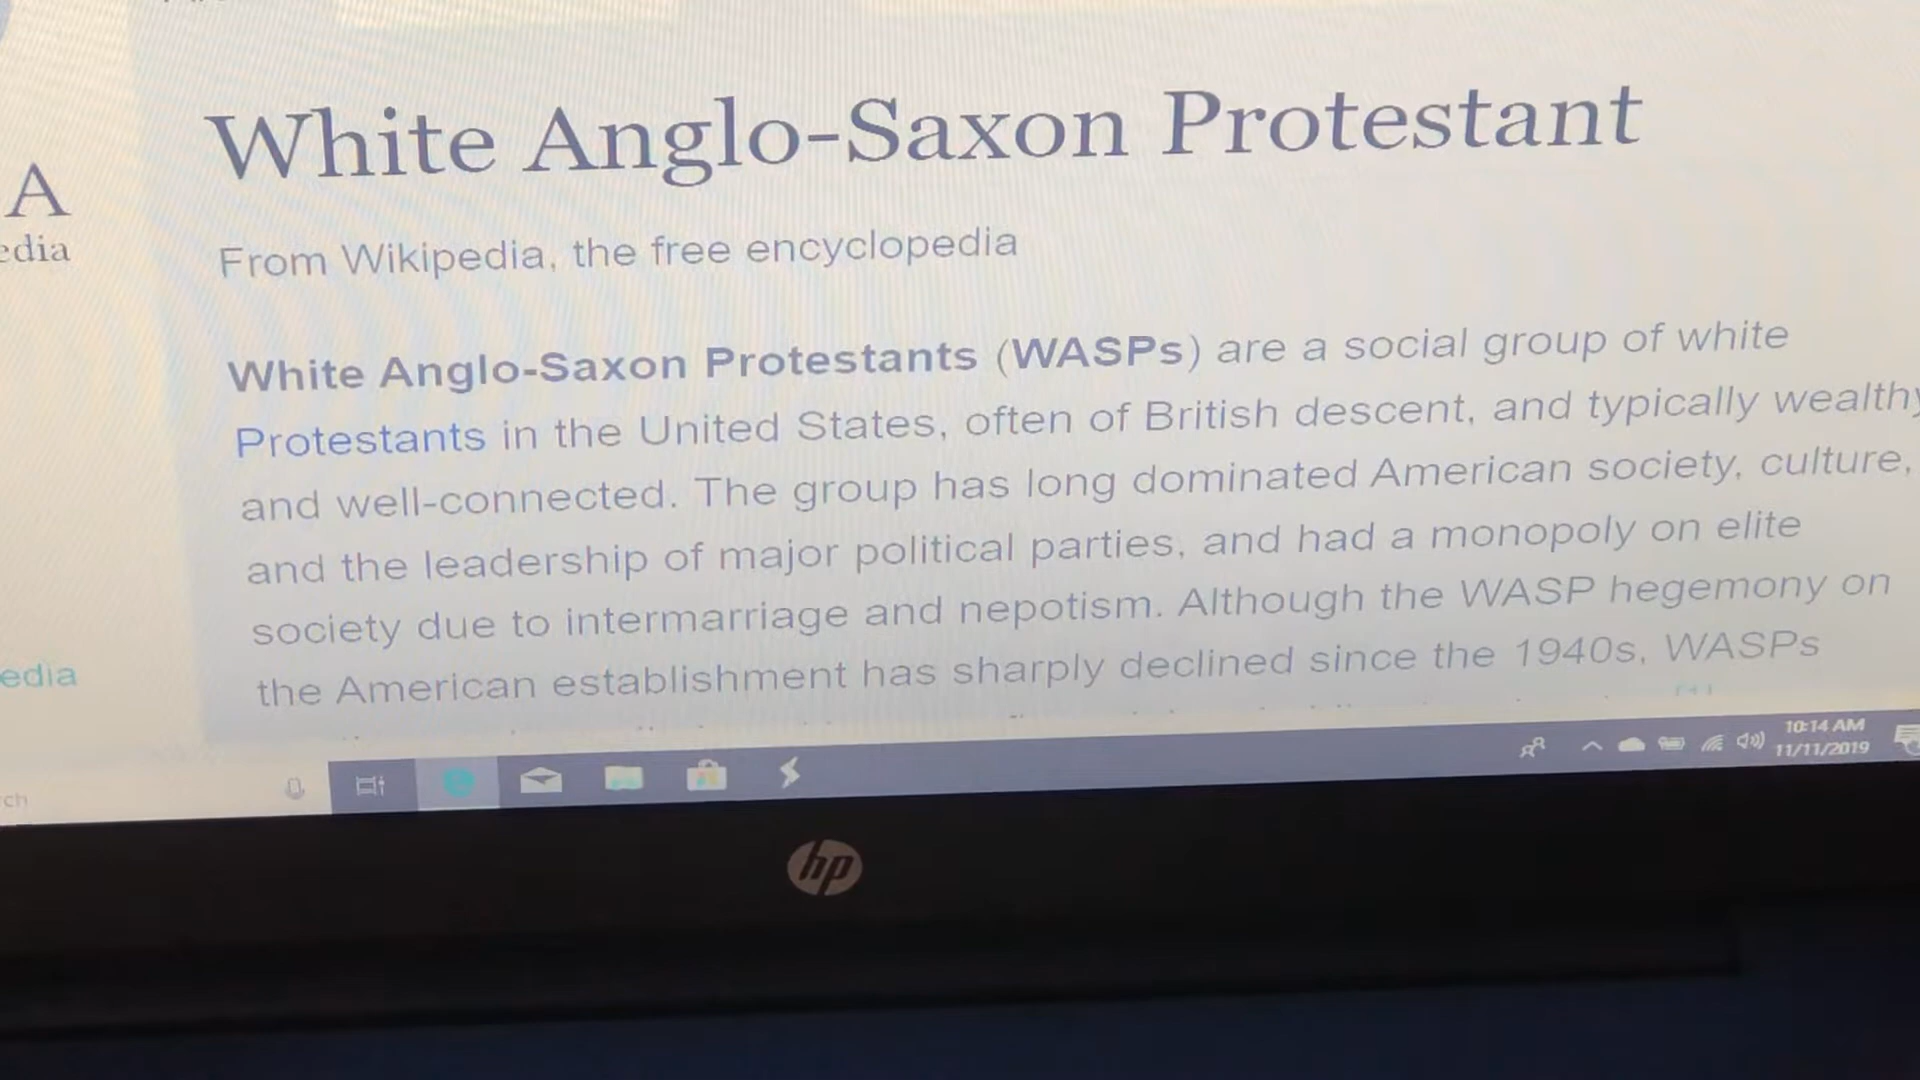 White Anglo-Saxon Protestant
A
edia
From Wikipedia, the free encyclopedia
White Anglo-Saxon Protestants (WASPs) are a social group of white
Protestants in the United States, often of British descent, and typically wealthy
and well-connected. The group has long dominated American society, culture,
and the leadership of major political parties, and had a monopoly on elite
society due to intermarriage and nepotism. Although the WASP hegemony on
the American establishment has sharply declined since the 1940s, WASPs
edia
10:14 AM
11/11/2019
ch
hp